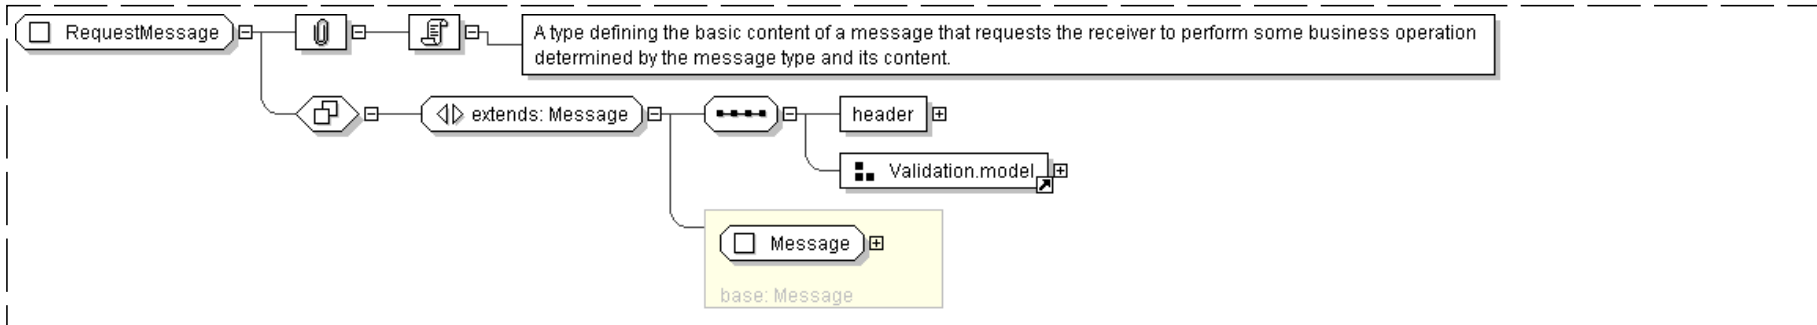 RequestMessage
A type defining the basic content of a message that requests the receiver to perform some business operation
determined by the message type and its content.
extends: Message
header
Validation.model
Message
base: Message